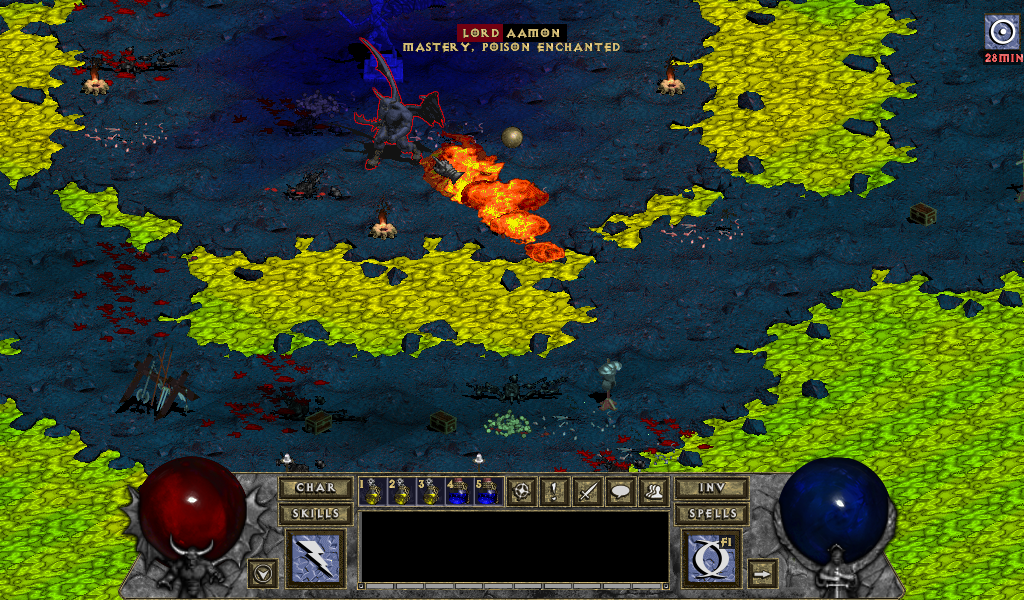 LORD AAMON
MASTERY, POISON ENCHANTED
28MIN
CHAR
1 2 3 4 5
INV
SKILLS
SPELLS
F1